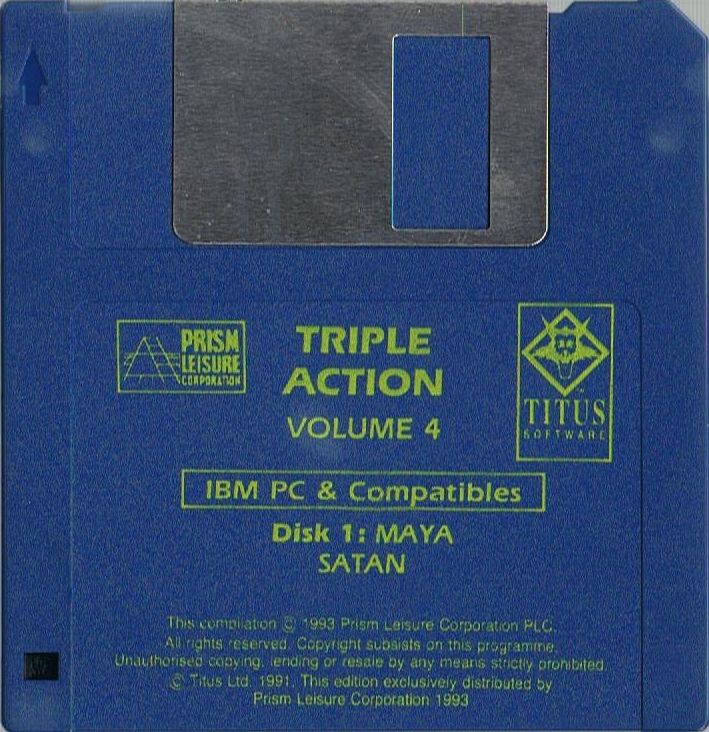 PRISM
LEISURE
CORPORATION
TRIPLE
ACTION
VOLUME 4
TITUS
SOFTWARE
IBM PC & Compatibles
Disk 1: MAYA
SATAN
This compilation © 1993 Prism Leisure Corporation PLC.
All rights reserved. Copyright subsists on this programme.
Unauthorised copying, lending or resale by any means strictly prohibited.
© Titus Ltd. 1991. This edition exclusively distributed by
Prism Leisure Corporation 1993